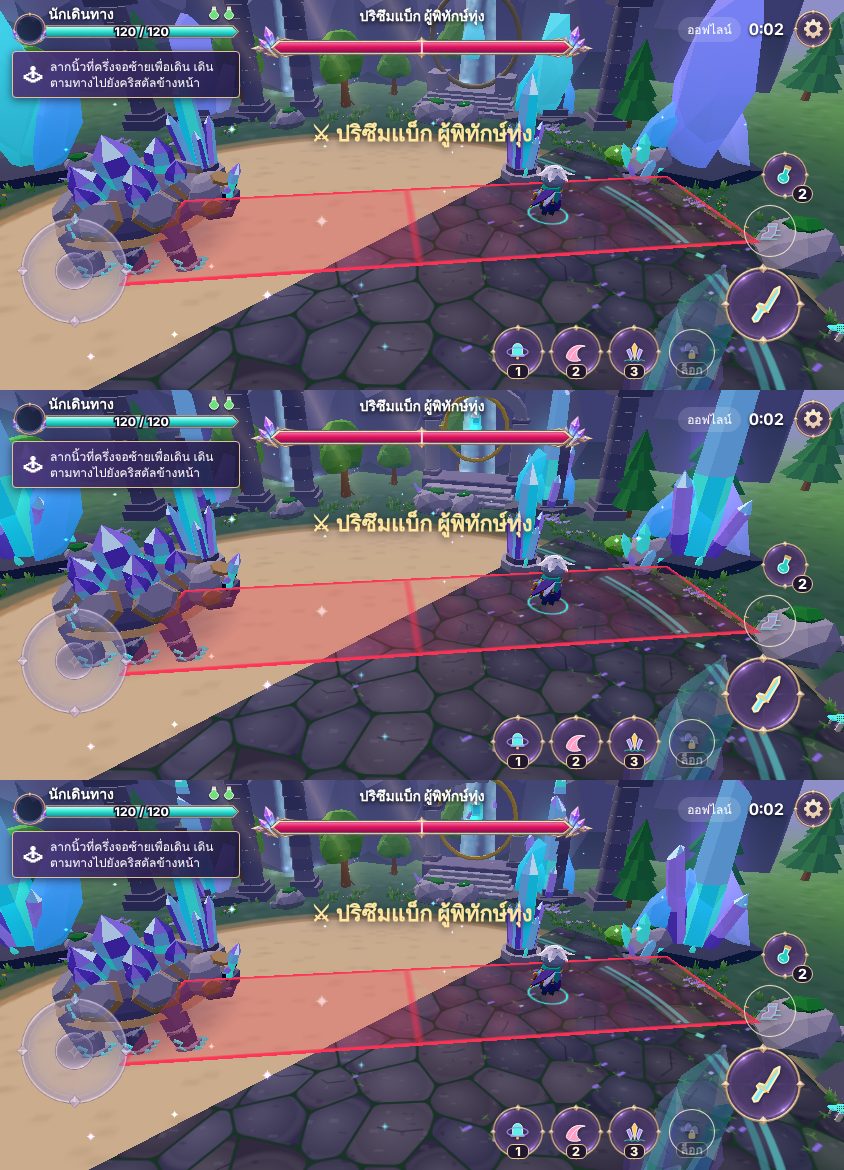 นักเดินทาง
120 / 120
ปริซึมแบ็ก ผู้พิทักษ์ทุ่ง
ออฟไลน์ 0:02
ลากนิ้วที่ครึ่งจอซ้ายเพื่อเดิน เดิน
ตามทางไปยังคริสตัลข้างหน้า
⚔ ปริซึมแบ็ก ผู้พิทักษ์ทุ่ง
2
1 2 3 ล็อก
นักเดินทาง
120 / 120
ปริซึมแบ็ก ผู้พิทักษ์ทุ่ง
ออฟไลน์ 0:02
ลากนิ้วที่ครึ่งจอซ้ายเพื่อเดิน เดิน
ตามทางไปยังคริสตัลข้างหน้า
⚔ ปริซึมแบ็ก ผู้พิทักษ์ทุ่ง
2
1 2 3 ล็อก
นักเดินทาง
120 / 120
ปริซึมแบ็ก ผู้พิทักษ์ทุ่ง
ออฟไลน์ 0:02
ลากนิ้วที่ครึ่งจอซ้ายเพื่อเดิน เดิน
ตามทางไปยังคริสตัลข้างหน้า
⚔ ปริซึมแบ็ก ผู้พิทักษ์ทุ่ง
2
1 2 3 ล็อก